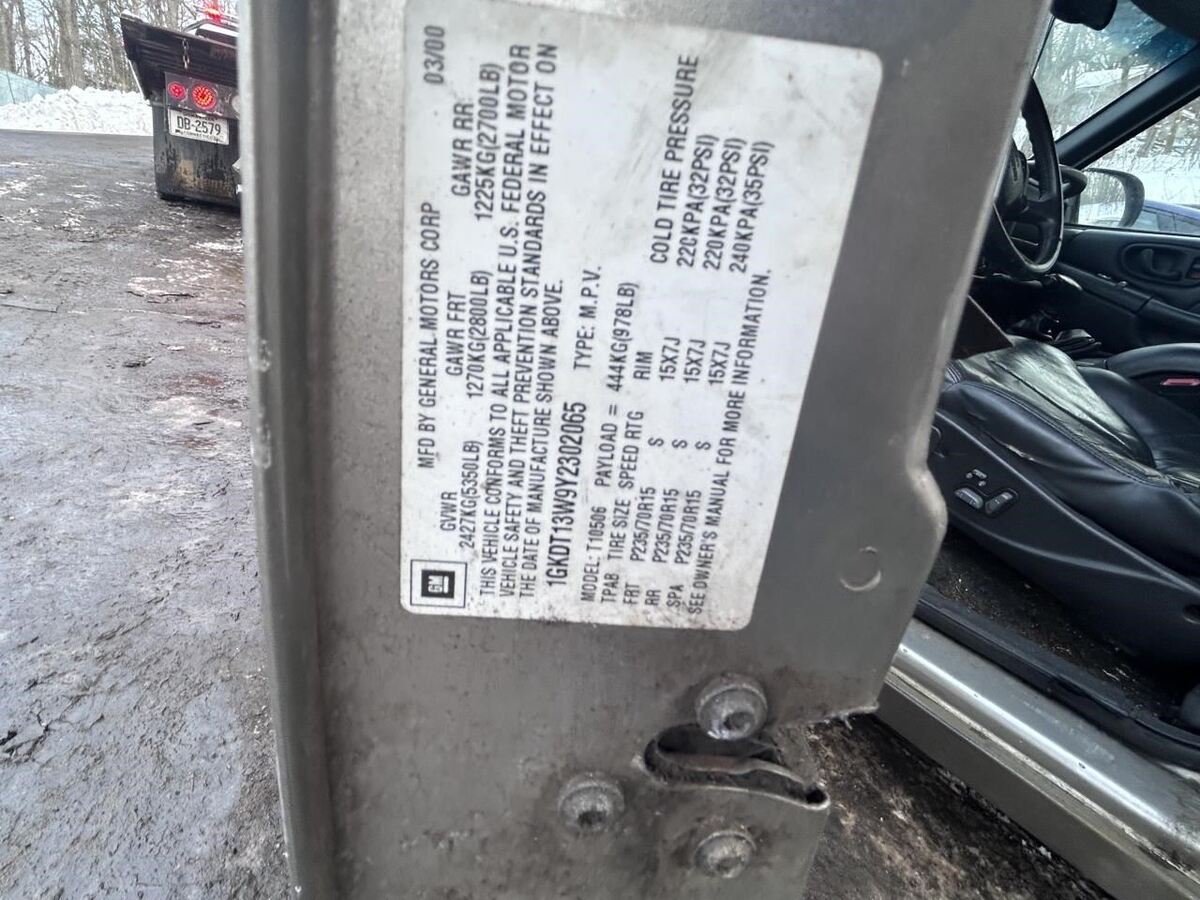 MFD BY GENERAL MOTORS CORP 03/00
GVWR GAWR FRT GAWR RR
2427KG(5350LB) 1270KG(2800LB) 1225KG(2700LB)
THIS VEHICLE CONFORMS TO ALL APPLICABLE U.S. FEDERAL MOTOR
VEHICLE SAFETY AND THEFT PREVENTION STANDARDS IN EFFECT ON
THE DATE OF MANUFACTURE SHOWN ABOVE.
1GKDT13W9Y2302065 TYPE: M.P.V.
MODEL: T10506 PAYLOAD = 444KG(978LB)
TPAB TIRE SIZE SPEED RTG RIM COLD TIRE PRESSURE
FRT P235/70R15 S 15X7J 220KPA(32PSI)
RR P235/70R15 S 15X7J 220KPA(32PSI)
SPA P235/70R15 S 15X7J 240KPA(35PSI)
SEE OWNER'S MANUAL FOR MORE INFORMATION.
GM
DB-2579